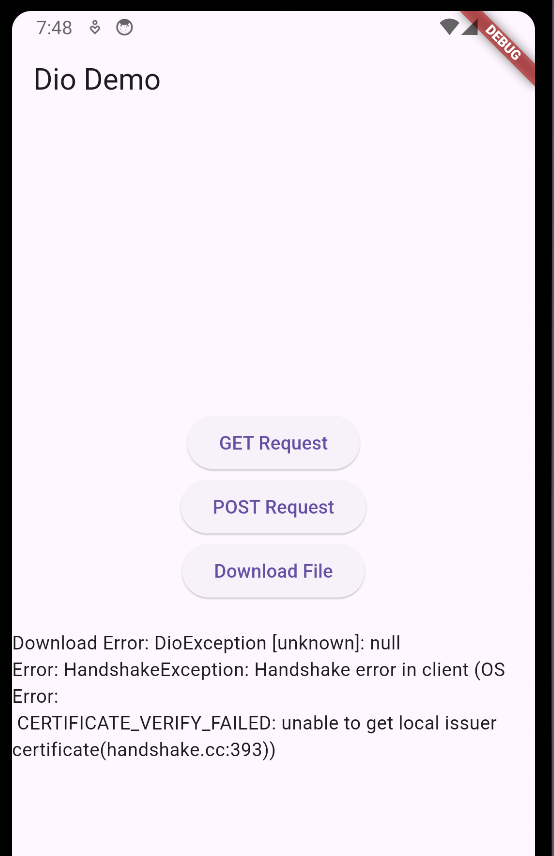 7:48
DEBUG
Dio Demo
GET Request
POST Request
Download File
Download Error: DioException [unknown]: null
Error: HandshakeException: Handshake error in client (OS
Error:
CERTIFICATE_VERIFY_FAILED: unable to get local issuer
certificate(handshake.cc:393))